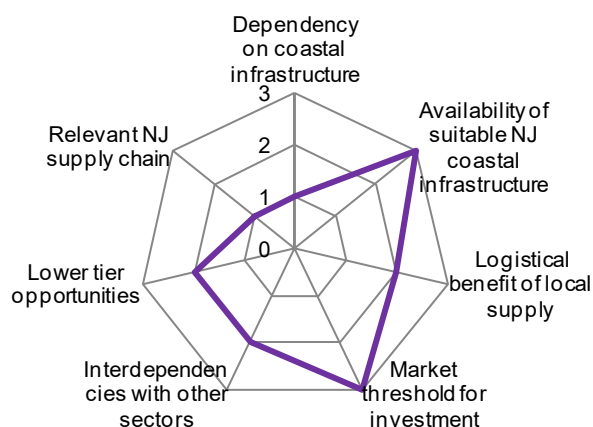 Dependency
on coastal
infrastructure
3
2
1
0
Availability of
suitable NJ
coastal
infrastructure
Logistical
benefit of local
supply
Market
threshold for
investment
Interdependen
cies with other
sectors
Lower tier
opportunities
Relevant NJ
supply chain